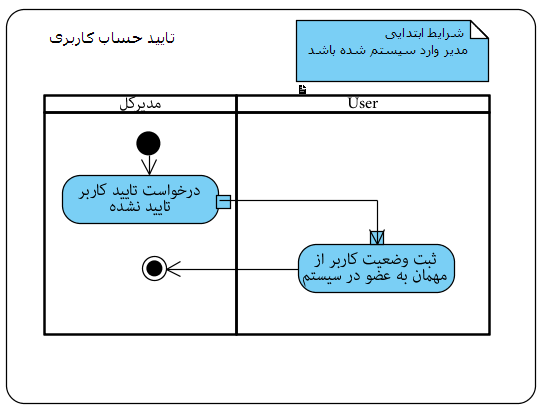 تایید حساب کاربری
شرایط ابتدایی
مدیر وارد سیستم شده باشد
مدیرکل
User
درخواست تایید کاربر
تایید نشده
ثبت وضعیت کاربر از
مهمان به عضو در سیستم